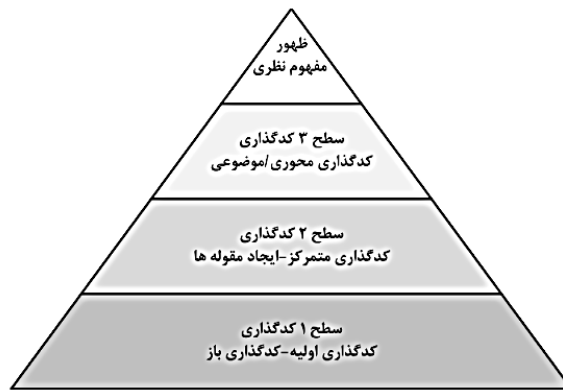 ظهور
مفهوم نظری
سطح ۳ کدگذاری
کدگذاری محوری/موضوعی
سطح ۲ کدگذاری
کدگذاری متمرکز-ایجاد مقوله ها
سطح ۱ کدگذاری
کدگذاری اولیه-کدگذاری باز